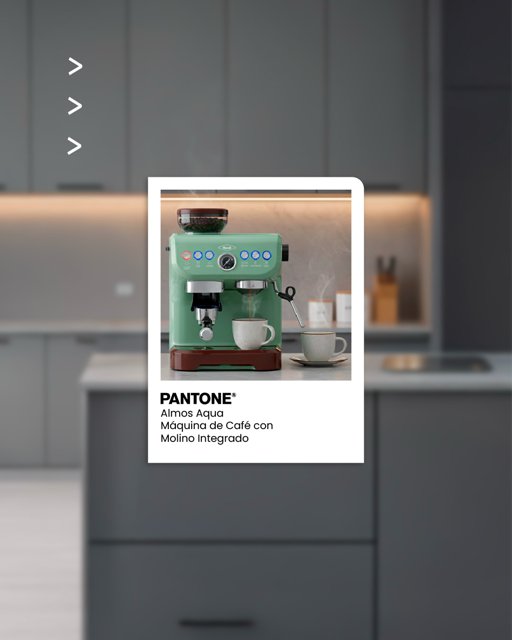 >
>
>
PANTONE®
Almos Aqua
Máquina de Café con
Molino Integrado